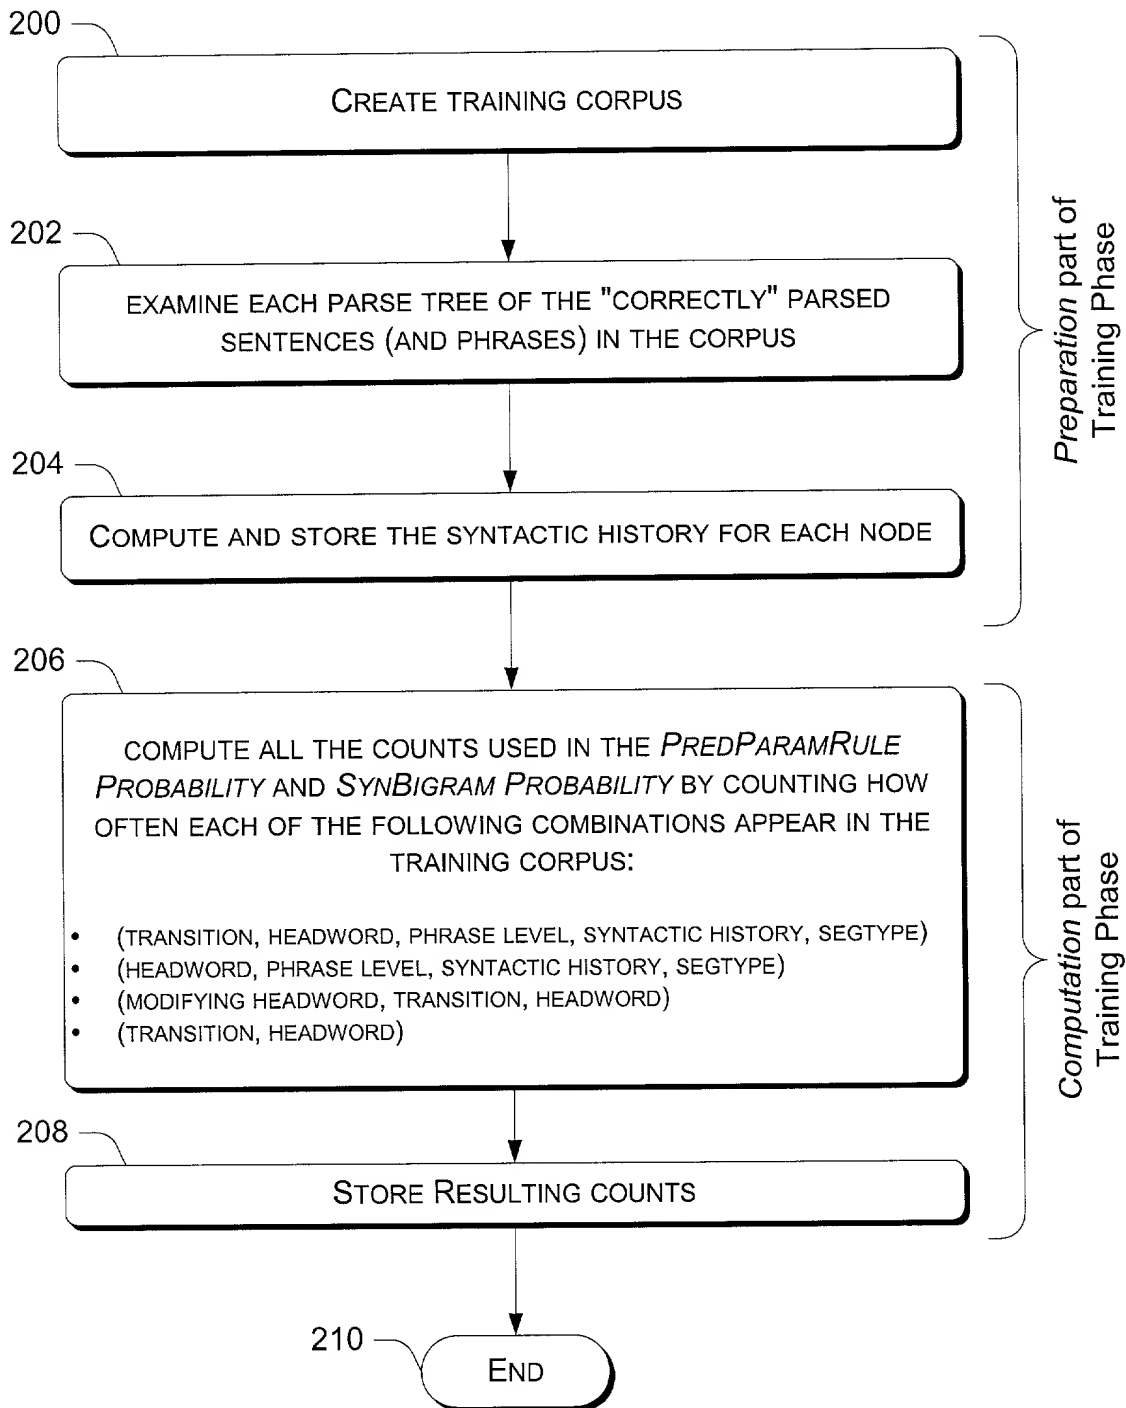 200
CREATE TRAINING CORPUS
202
EXAMINE EACH PARSE TREE OF THE "CORRECTLY" PARSED
SENTENCES (AND PHRASES) IN THE CORPUS
204
COMPUTE AND STORE THE SYNTACTIC HISTORY FOR EACH NODE
Preparation part of
Training Phase
206
COMPUTE ALL THE COUNTS USED IN THE PREDPARAMRULE
PROBABILITY AND SYNBIGRAM PROBABILITY BY COUNTING HOW
OFTEN EACH OF THE FOLLOWING COMBINATIONS APPEAR IN THE
TRAINING CORPUS:
• (TRANSITION, HEADWORD, PHRASE LEVEL, SYNTACTIC HISTORY, SEGTYPE)
• (HEADWORD, PHRASE LEVEL, SYNTACTIC HISTORY, SEGTYPE)
• (MODIFYING HEADWORD, TRANSITION, HEADWORD)
• (TRANSITION, HEADWORD)
208
STORE RESULTING COUNTS
Computation part of
Training Phase
210
END